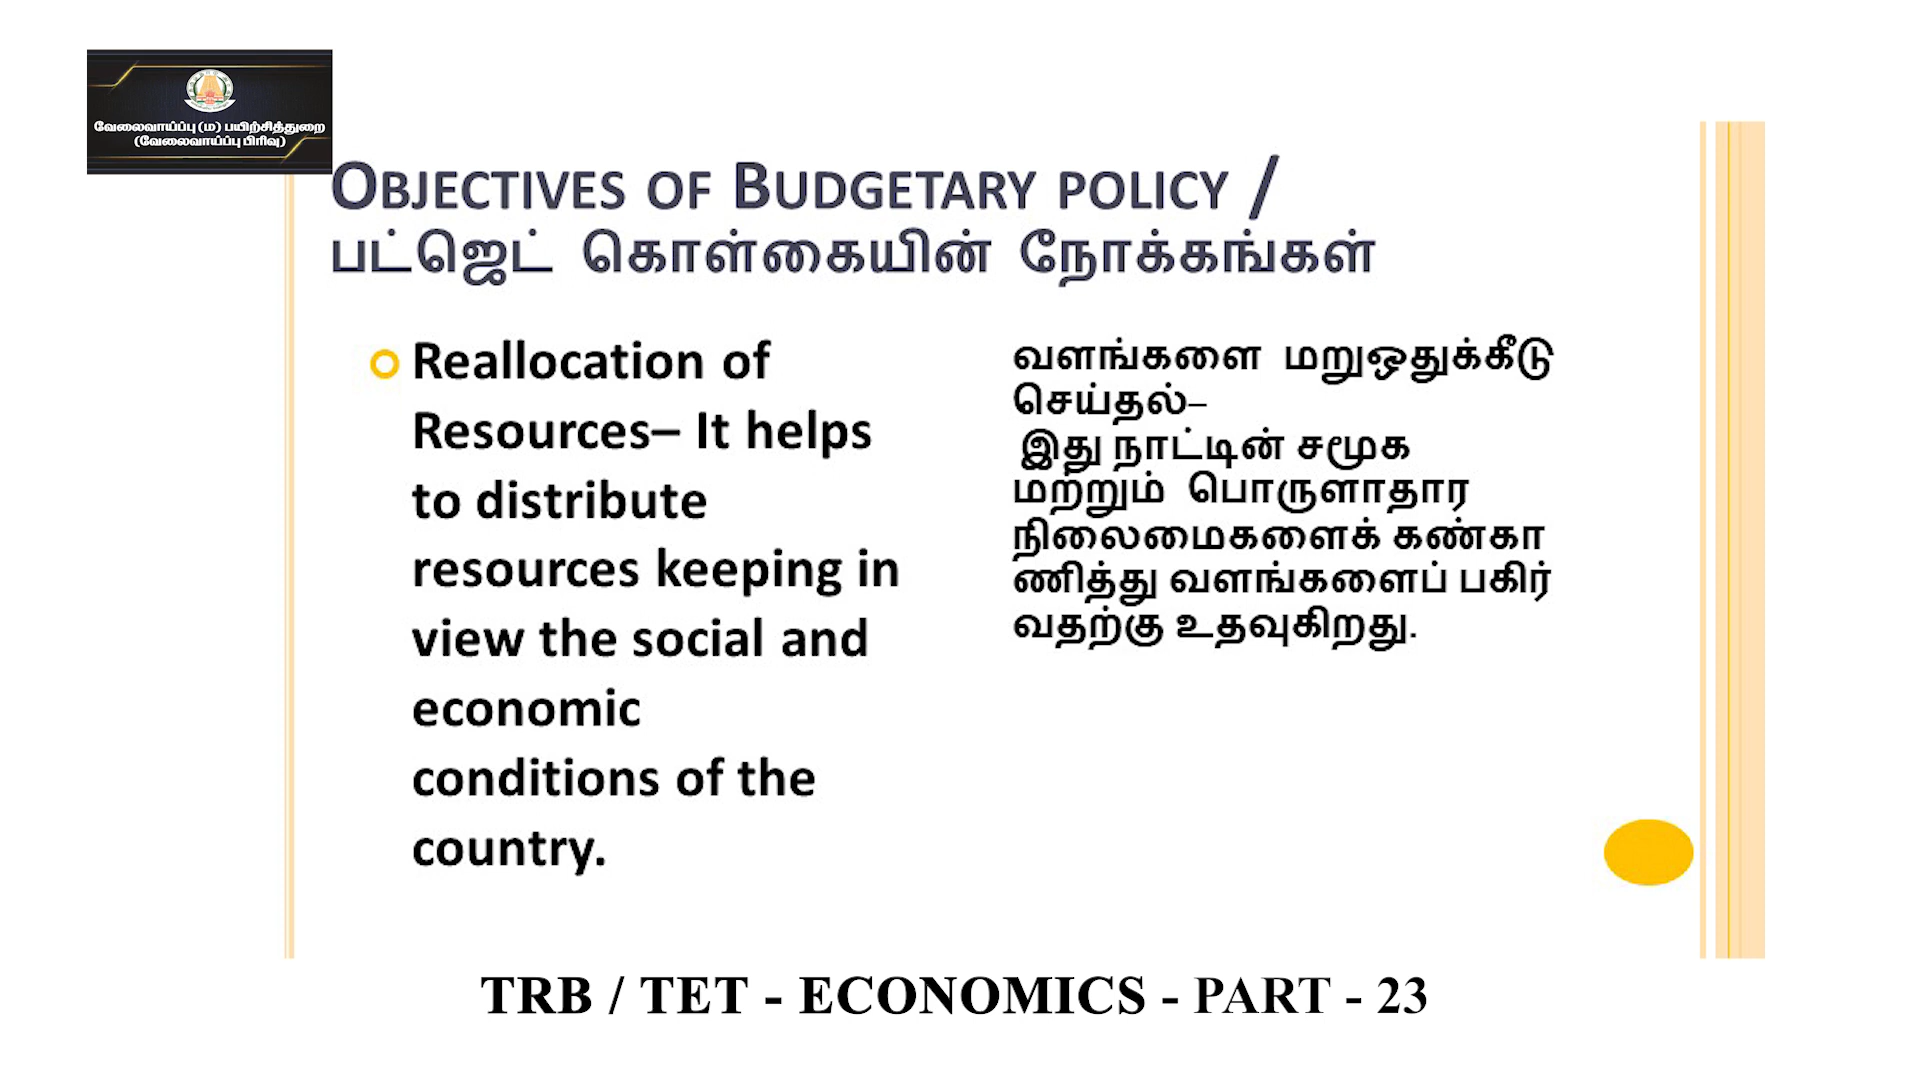 வேலைவாய்ப்பு (ம) பயிற்சித்துறை
(வேலைவாய்ப்பு பிரிவு)
OBJECTIVES OF BUDGETARY POLICY /
பட்ஜெட் கொள்கையின் நோக்கங்கள்
Reallocation of
Resources– It helps
to distribute
resources keeping in
view the social and
economic
conditions of the
country.
வளங்களை மறுஒதுக்கீடு
செய்தல்–
இது நாட்டின் சமூக
மற்றும் பொருளாதார
நிலைமைகளைக் கண்கா
ணித்து வளங்களைப் பகிர்
வதற்கு உதவுகிறது.
TRB / TET - ECONOMICS - PART - 23